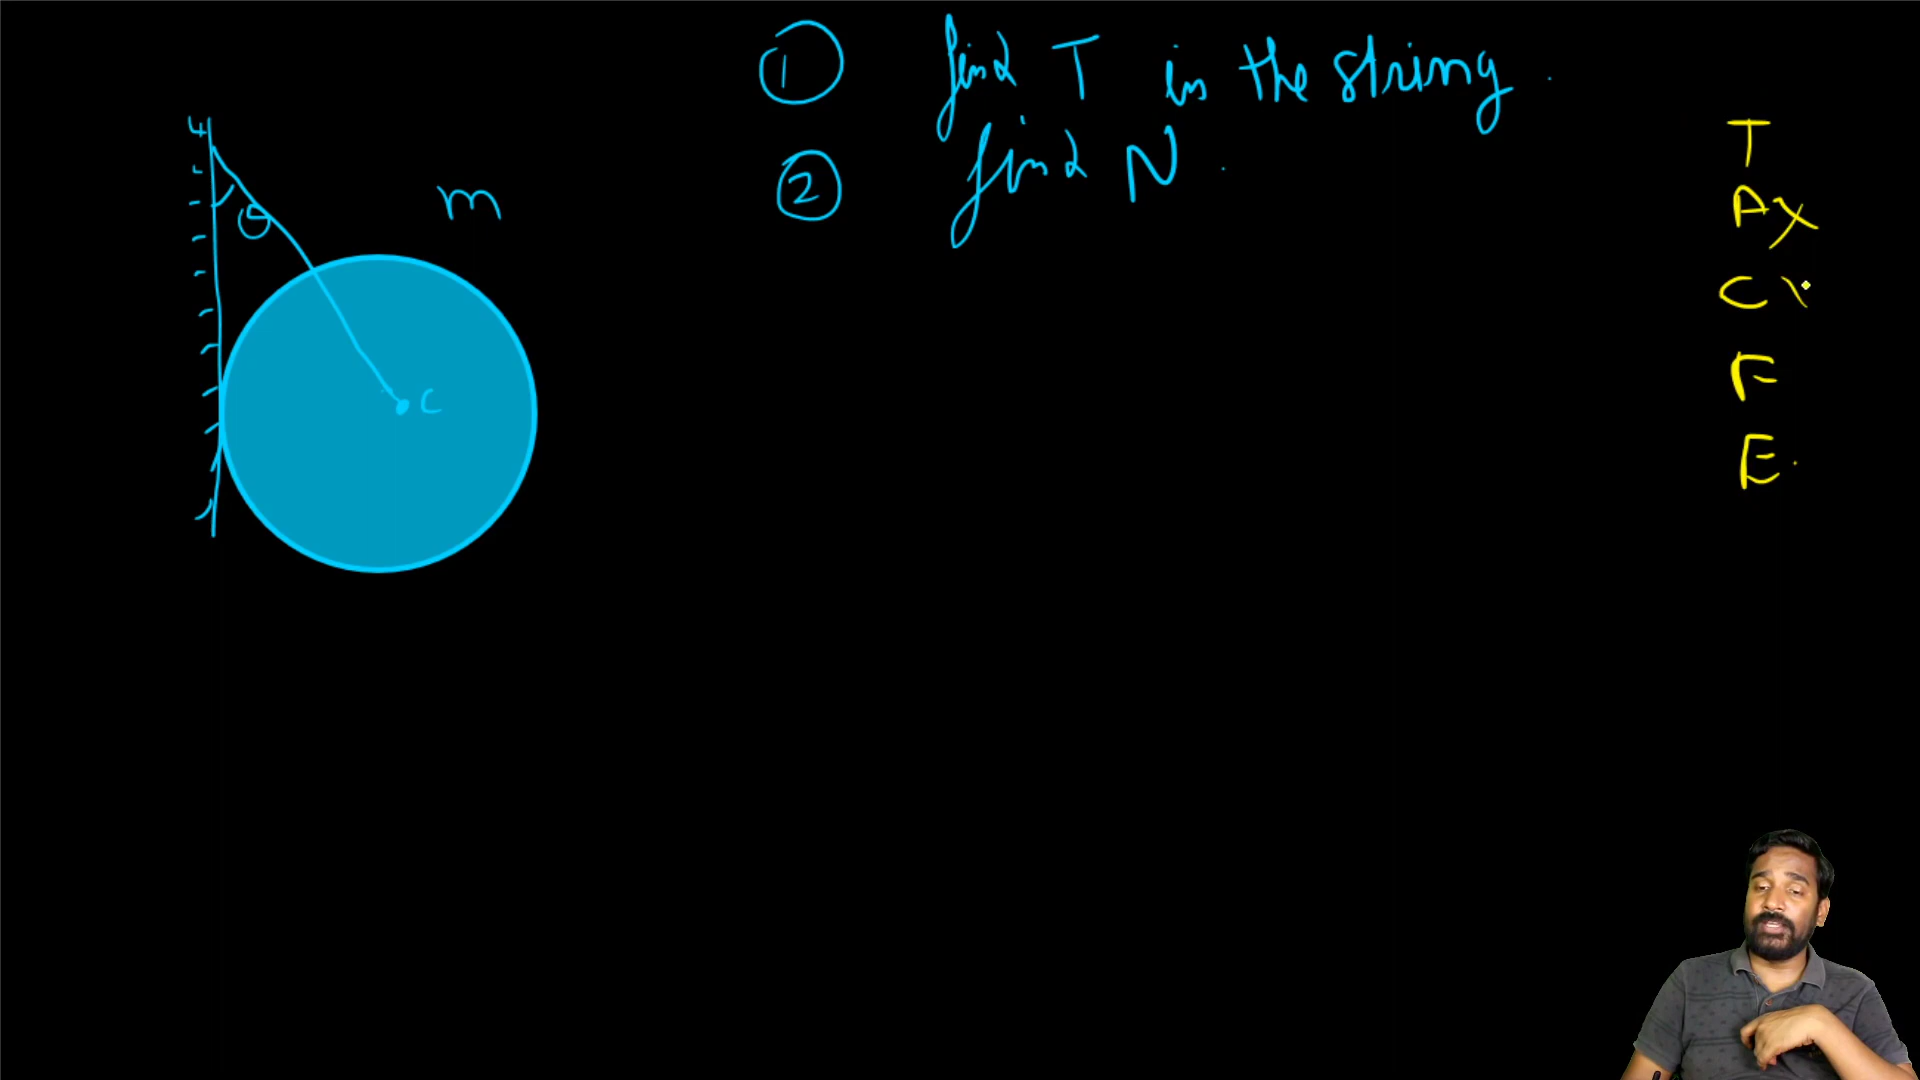 ① find T in the string.
② find N.
m
θ
C
T
A X
C \
F
E.